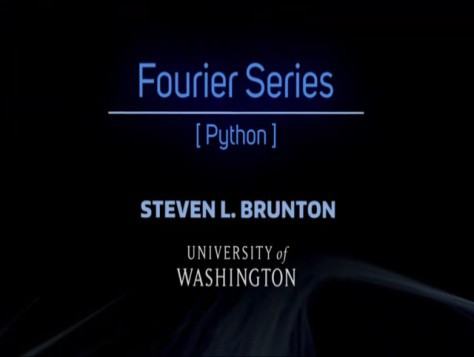 Fourier Series
[ Python ]
STEVEN L. BRUNTON
UNIVERSITY of
WASHINGTON